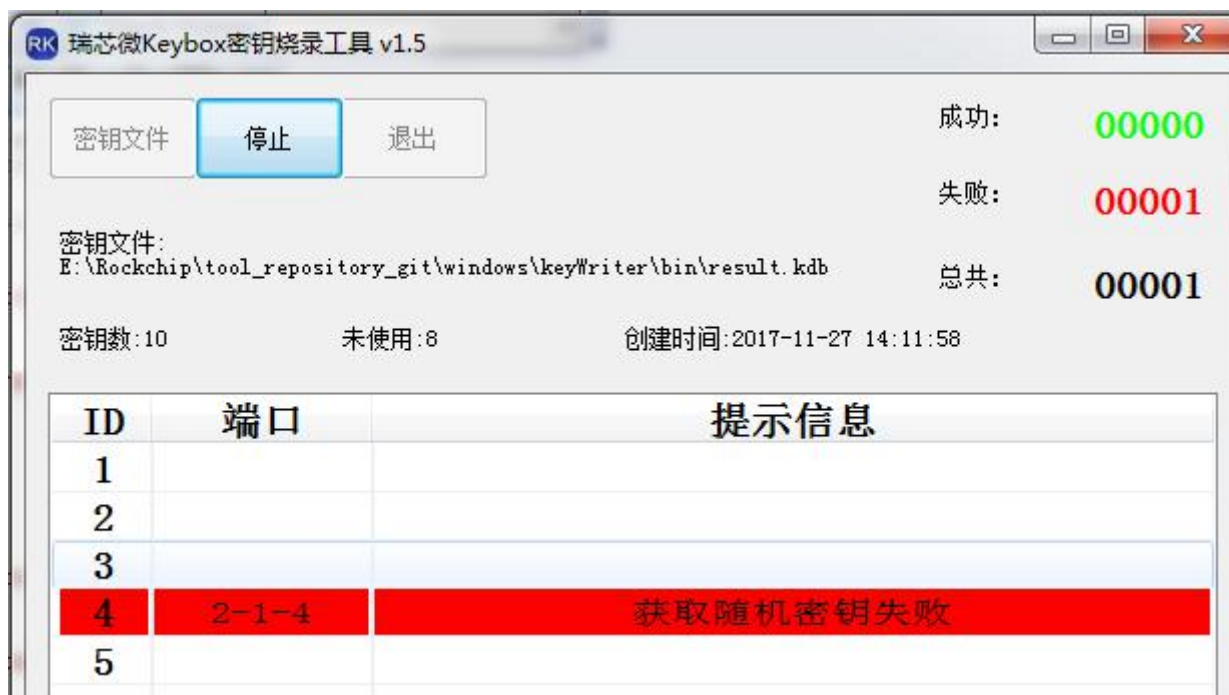 RK 瑞芯微Keybox密钥烧录工具 v1.5
密钥文件 停止 退出
成功: 00000
失败: 00001
密钥文件:
E:\Rockchip\tool_repository_git\windows\keyWriter\bin\result.kdb
总共: 00001
密钥数:10 未使用:8 创建时间:2017-11-27 14:11:58
ID 端口 提示信息
1
2
3
4 2-1-4 获取随机密钥失败
5